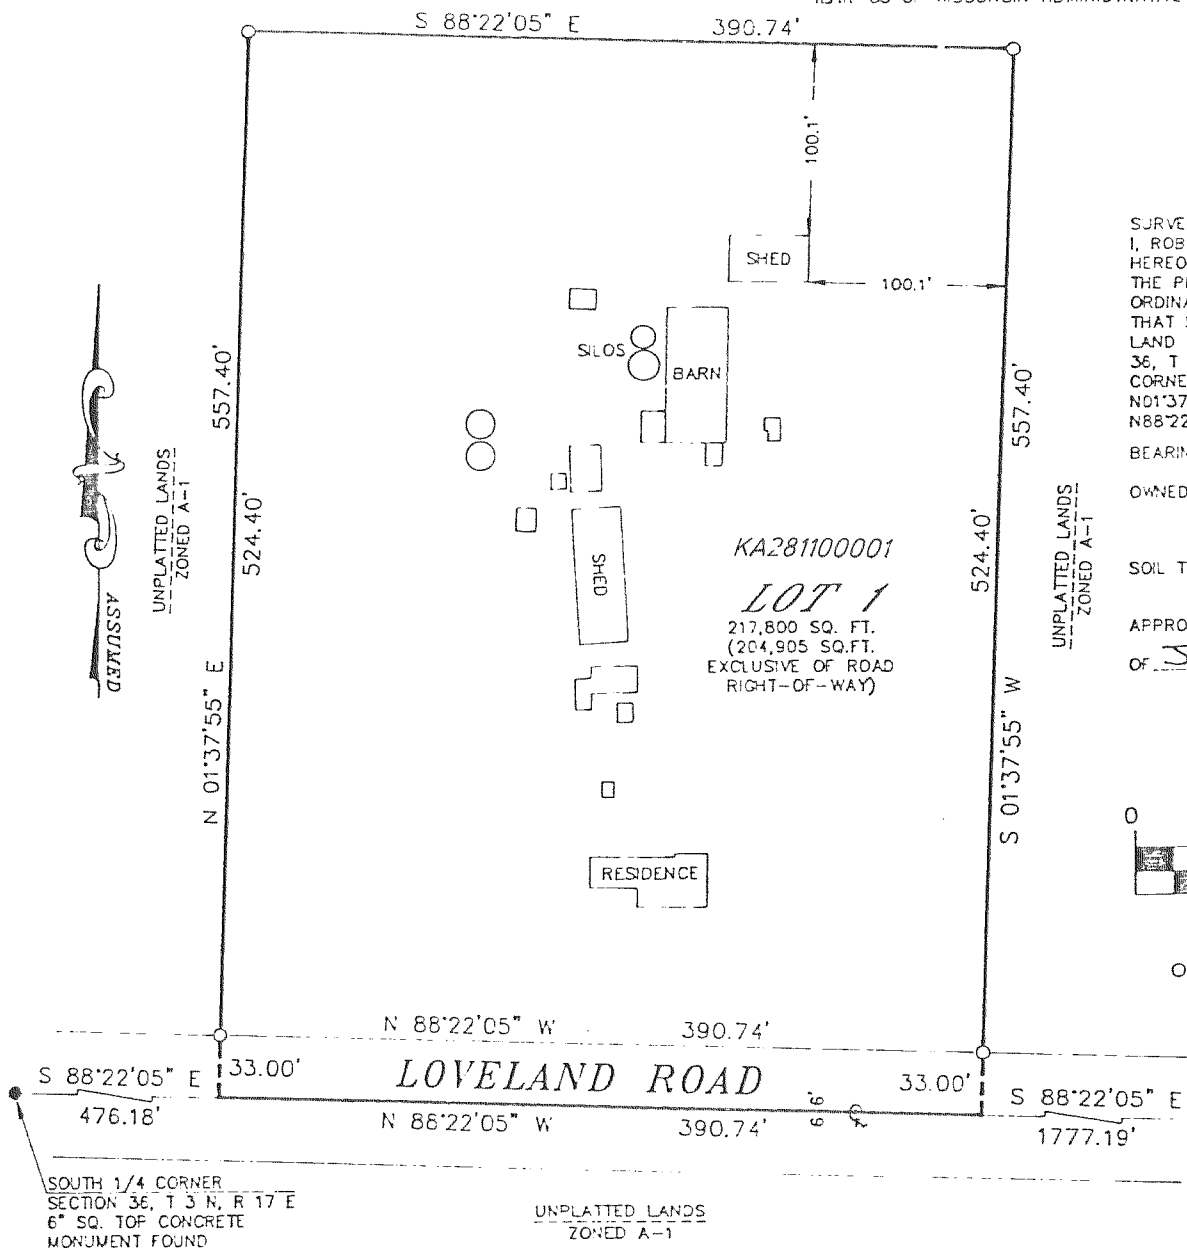 S 88°22'05" E 390.74'
100.1'
SHED
100.1'
SILOS
BARN
557.40'
524.40'
557.40'
524.40'
UNPLATTED LANDS
ZONED A-1
UNPLATTED LANDS
ZONED A-1
ASSUMED
SHED
KA281100001
LOT 1
217,800 SQ. FT.
(204,905 SQ.FT.
EXCLUSIVE OF ROAD
RIGHT-OF-WAY)
N 01°37'55" E
S 01°37'55" W
RESIDENCE
SURVE
I, ROB
HEREO
THE P
ORDINA
THAT
LAND
36, T
CORNE
N01°37
N88°22
BEARIN
OWNED
SOIL T
APPRO
OF
0
N 88°22'05" W 390.74'
33.00' LOVELAND ROAD 33.00'
S 88°22'05" E
476.18'
N 88°22'05" W 390.74'
66'
S 88°22'05" E
1777.19'
SOUTH 1/4 CORNER
SECTION 36, T 3 N, R 17 E
6" SQ. TOP CONCRETE
MONUMENT FOUND
UNPLATTED LANDS
ZONED A-1